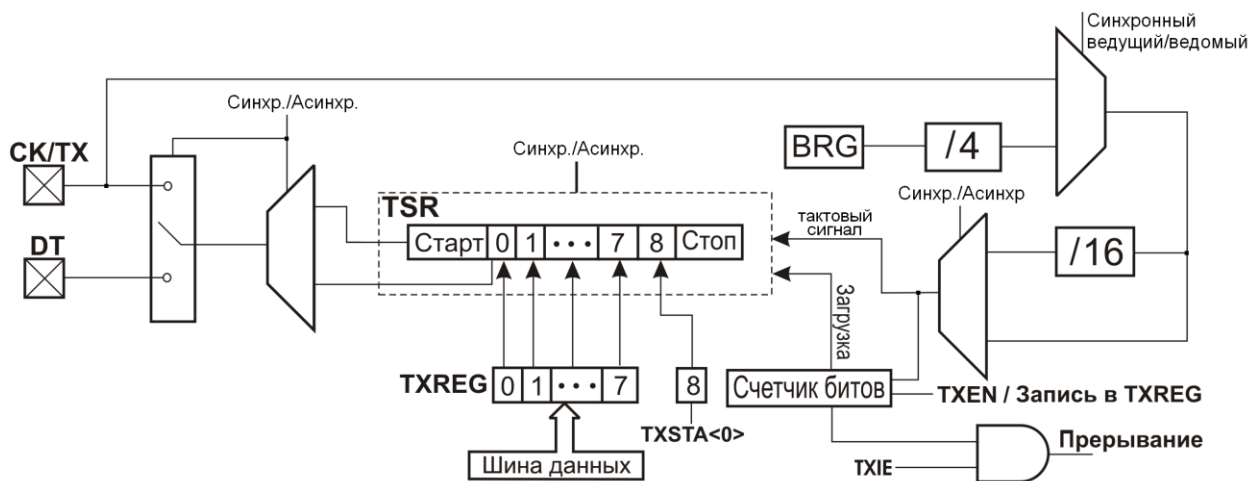 Синхронный
ведущий/ведомый
Синхр./Асинхр.
CK/TX
BRG
/4
Синхр./Асинхр.
DT
TSR
Старт 0 1 ••• 7 8 Стоп
тактовый
сигнал
Синхр./Асинхр
/16
Загрузка
TXREG 0 1 ••• 7
8
Счетчик битов
TXEN / Запись в TXREG
TXSTA<0>
Шина данных
TXIE
Прерывание